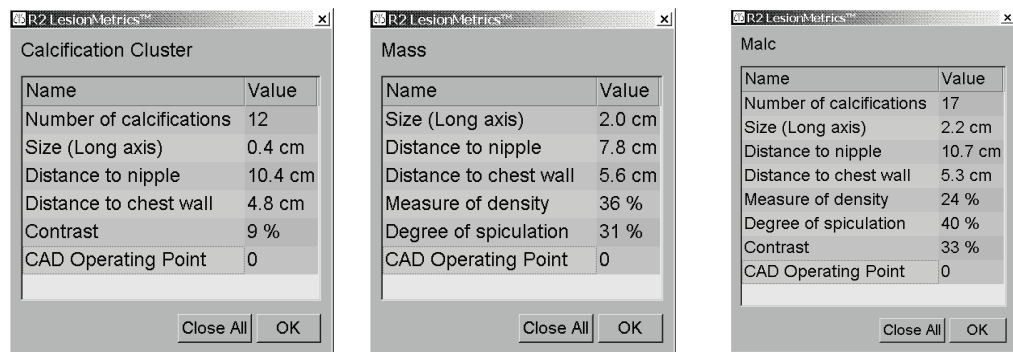 R2 LesionMetrics™
Calcification Cluster
Name Value
Number of calcifications 12
Size (Long axis) 0.4 cm
Distance to nipple 10.4 cm
Distance to chest wall 4.8 cm
Contrast 9 %
CAD Operating Point 0
Close All OK
R2 LesionMetrics™
Mass
Name Value
Size (Long axis) 2.0 cm
Distance to nipple 7.8 cm
Distance to chest wall 5.6 cm
Measure of density 36 %
Degree of spiculation 31 %
CAD Operating Point 0
Close All OK
R2 LesionMetrics™
Malc
Name Value
Number of calcifications 17
Size (Long axis) 2.2 cm
Distance to nipple 10.7 cm
Distance to chest wall 5.3 cm
Measure of density 24 %
Degree of spiculation 40 %
Contrast 33 %
CAD Operating Point 0
Close All OK